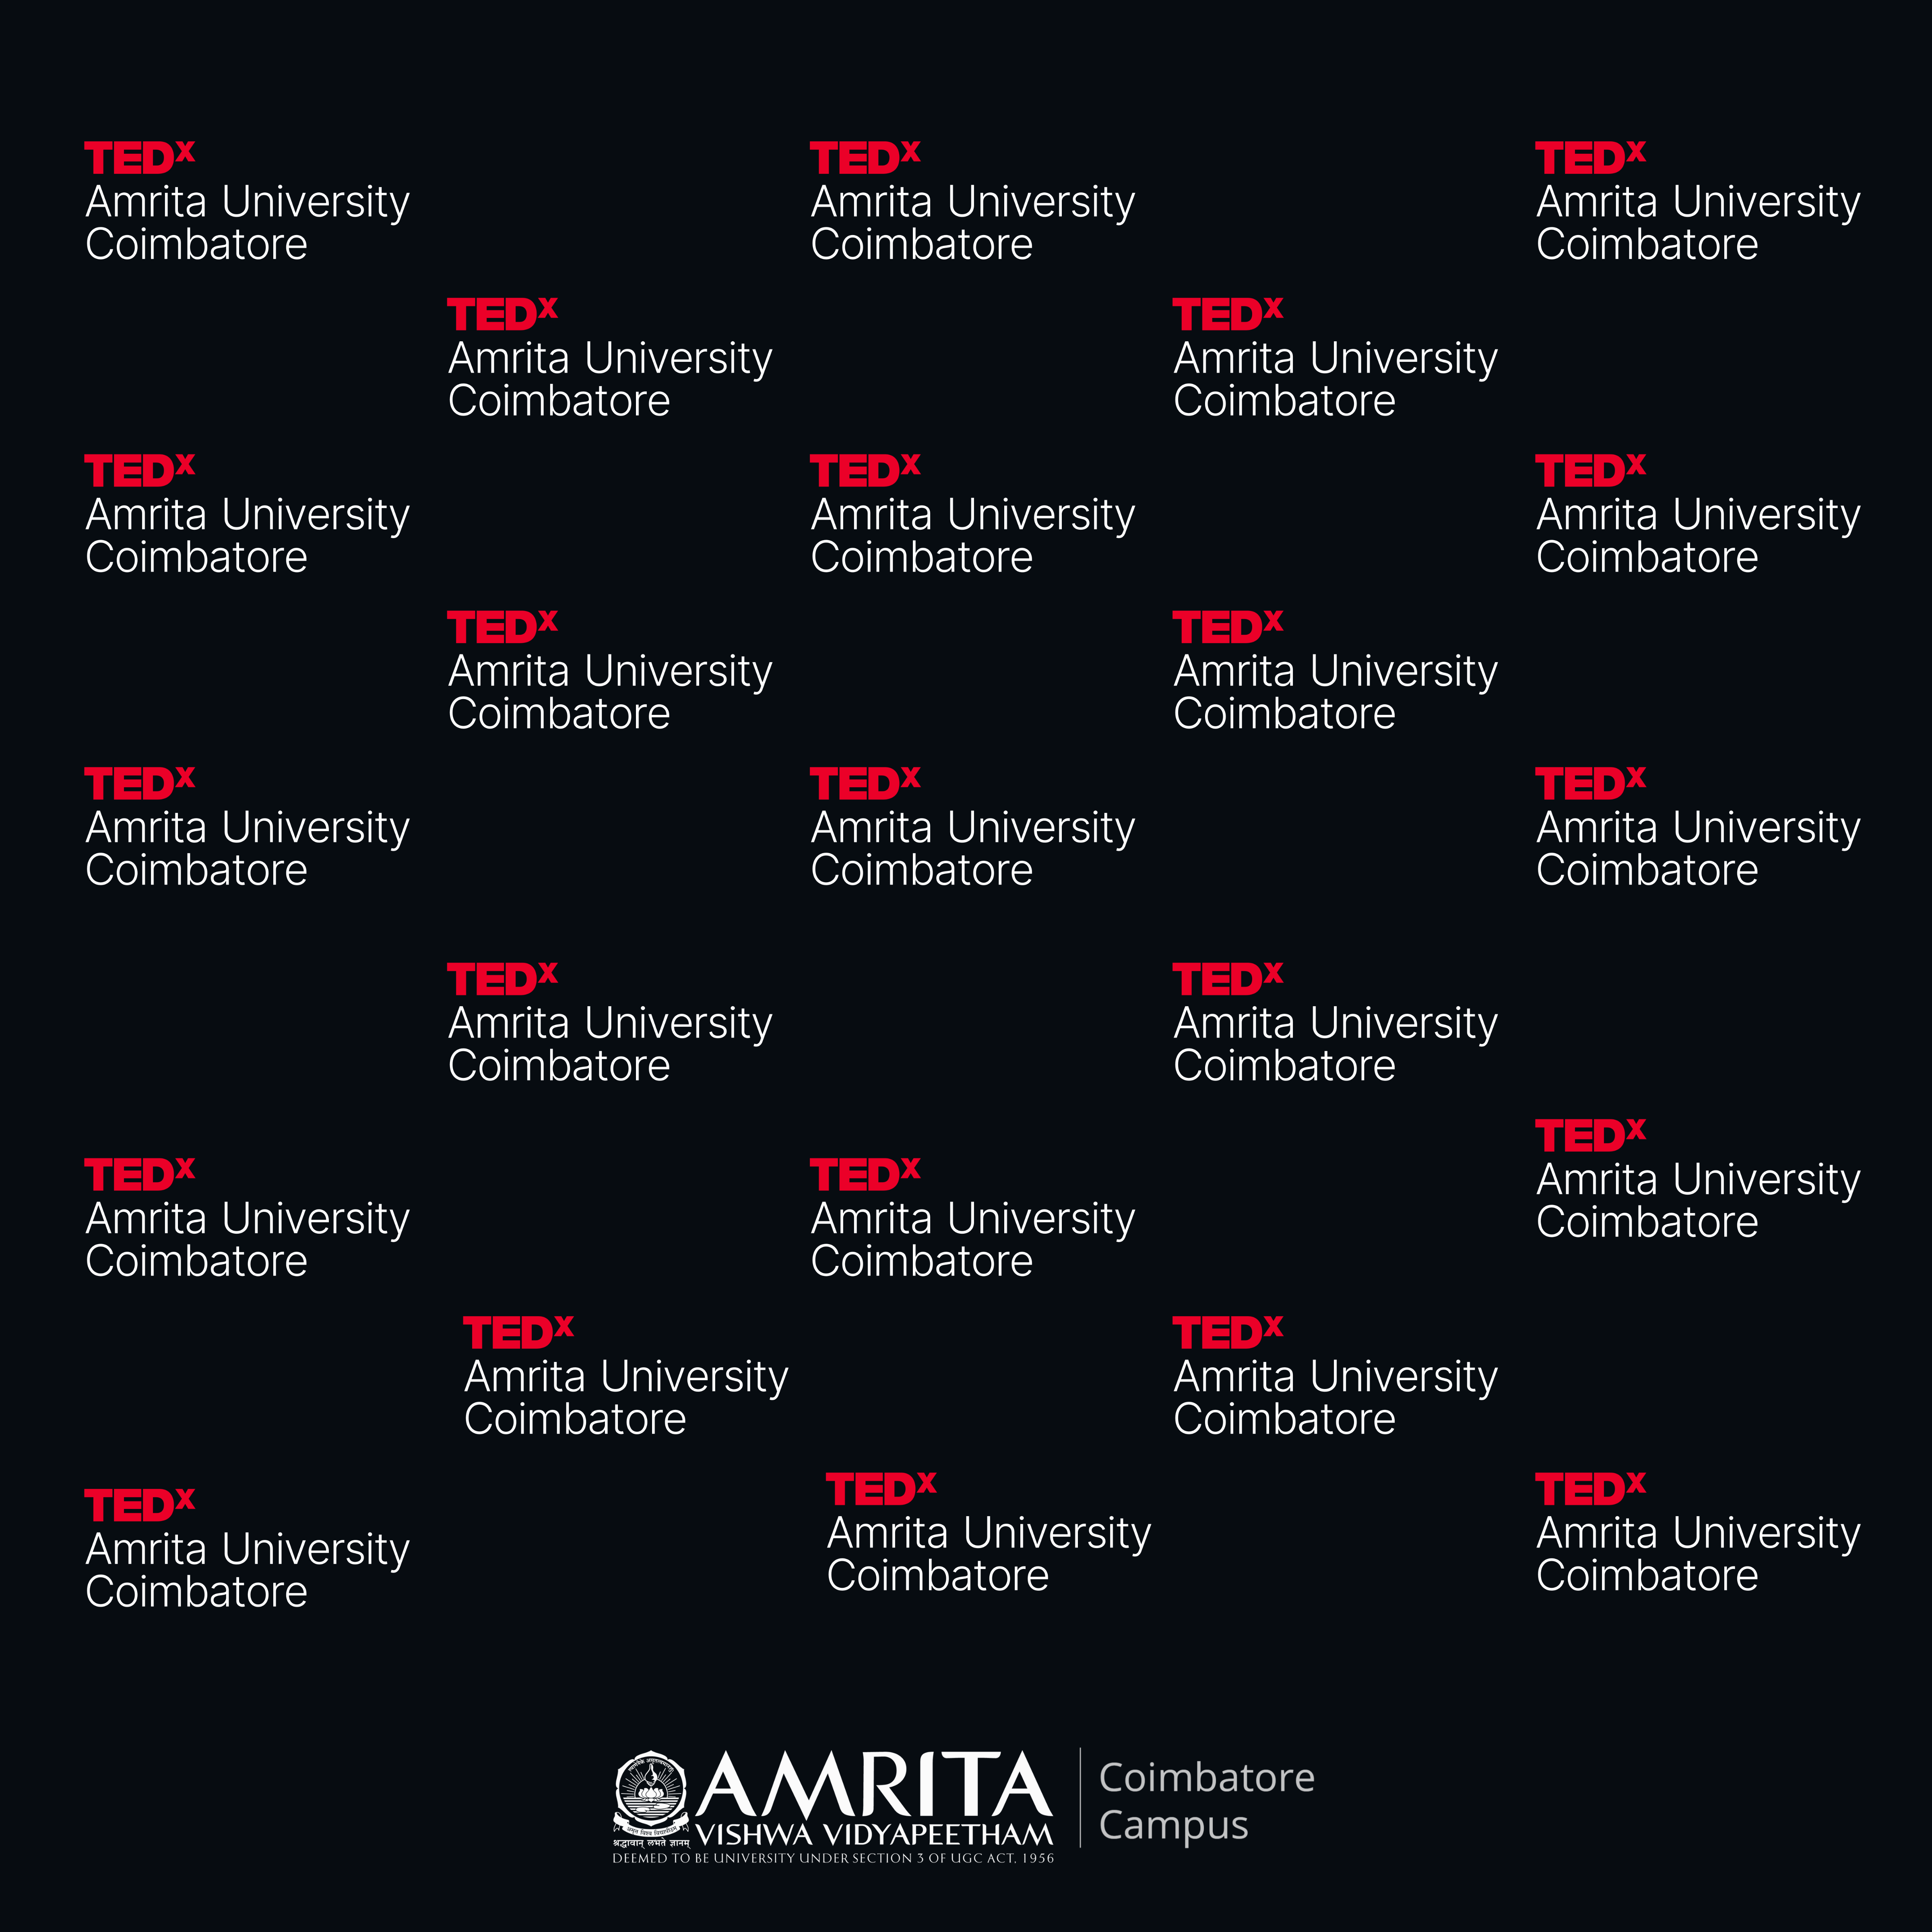 TEDx
Amrita University
Coimbatore
TEDx
Amrita University
Coimbatore
TEDx
Amrita University
Coimbatore
TEDx
Amrita University
Coimbatore
TEDx
Amrita University
Coimbatore
TEDx
Amrita University
Coimbatore
TEDx
Amrita University
Coimbatore
TEDx
Amrita University
Coimbatore
TEDx
Amrita University
Coimbatore
TEDx
Amrita University
Coimbatore
TEDx
Amrita University
Coimbatore
TEDx
Amrita University
Coimbatore
TEDx
Amrita University
Coimbatore
TEDx
Amrita University
Coimbatore
TEDx
Amrita University
Coimbatore
TEDx
Amrita University
Coimbatore
TEDx
Amrita University
Coimbatore
TEDx
Amrita University
Coimbatore
TEDx
Amrita University
Coimbatore
TEDx
Amrita University
Coimbatore
TEDx
Amrita University
Coimbatore
TEDx
Amrita University
Coimbatore
TEDx
Amrita University
Coimbatore
श्रद्धावान् लभते ज्ञानम्
AMRITA
VISHWA VIDYAPEETHAM
DEEMED TO BE UNIVERSITY UNDER SECTION 3 OF UGC ACT, 1956
Coimbatore
Campus